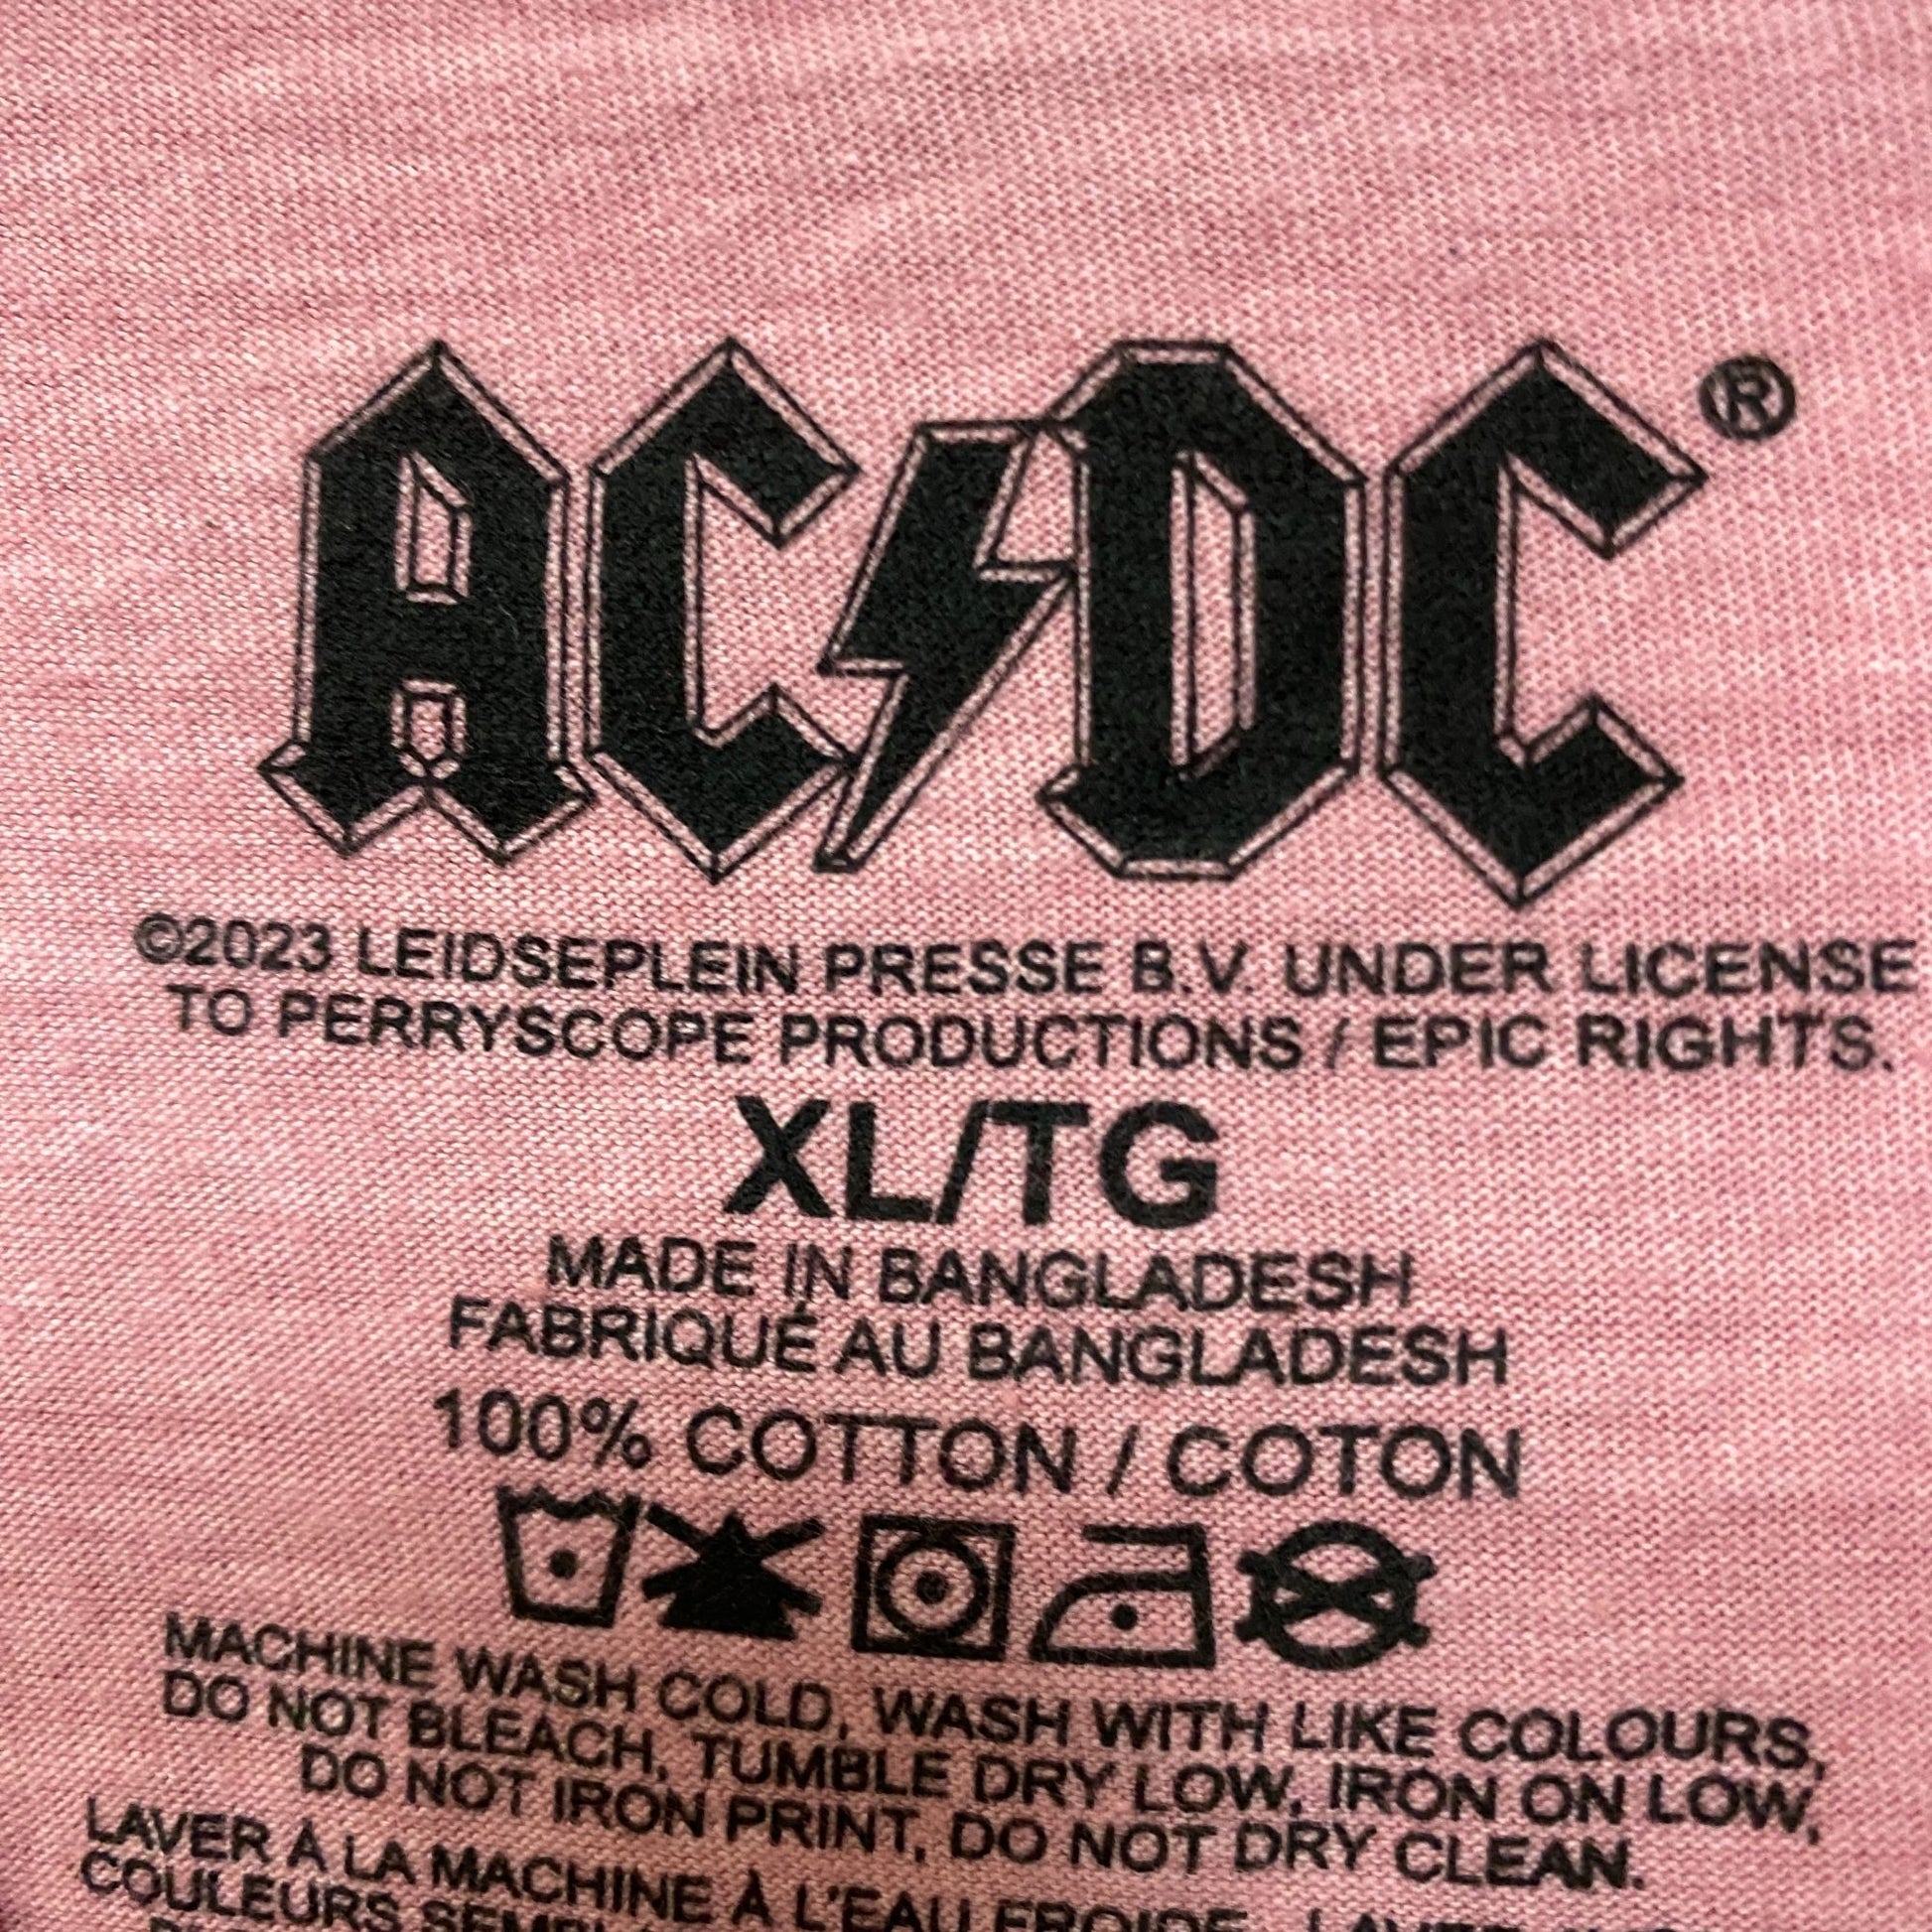 AC/DC®
©2023 LEIDSEPLEIN PRESSE B.V. UNDER LICENSE
TO PERRYSCOPE PRODUCTIONS / EPIC RIGHTS.
XL/TG
MADE IN BANGLADESH
FABRIQUÉ AU BANGLADESH
100% COTTON / COTON
MACHINE WASH COLD, WASH WITH LIKE COLOURS,
DO NOT BLEACH, TUMBLE DRY LOW, IRON ON LOW,
DO NOT IRON PRINT, DO NOT DRY CLEAN.
LAVER À LA MACHINE À L'EAU FROIDE,
COULEURS